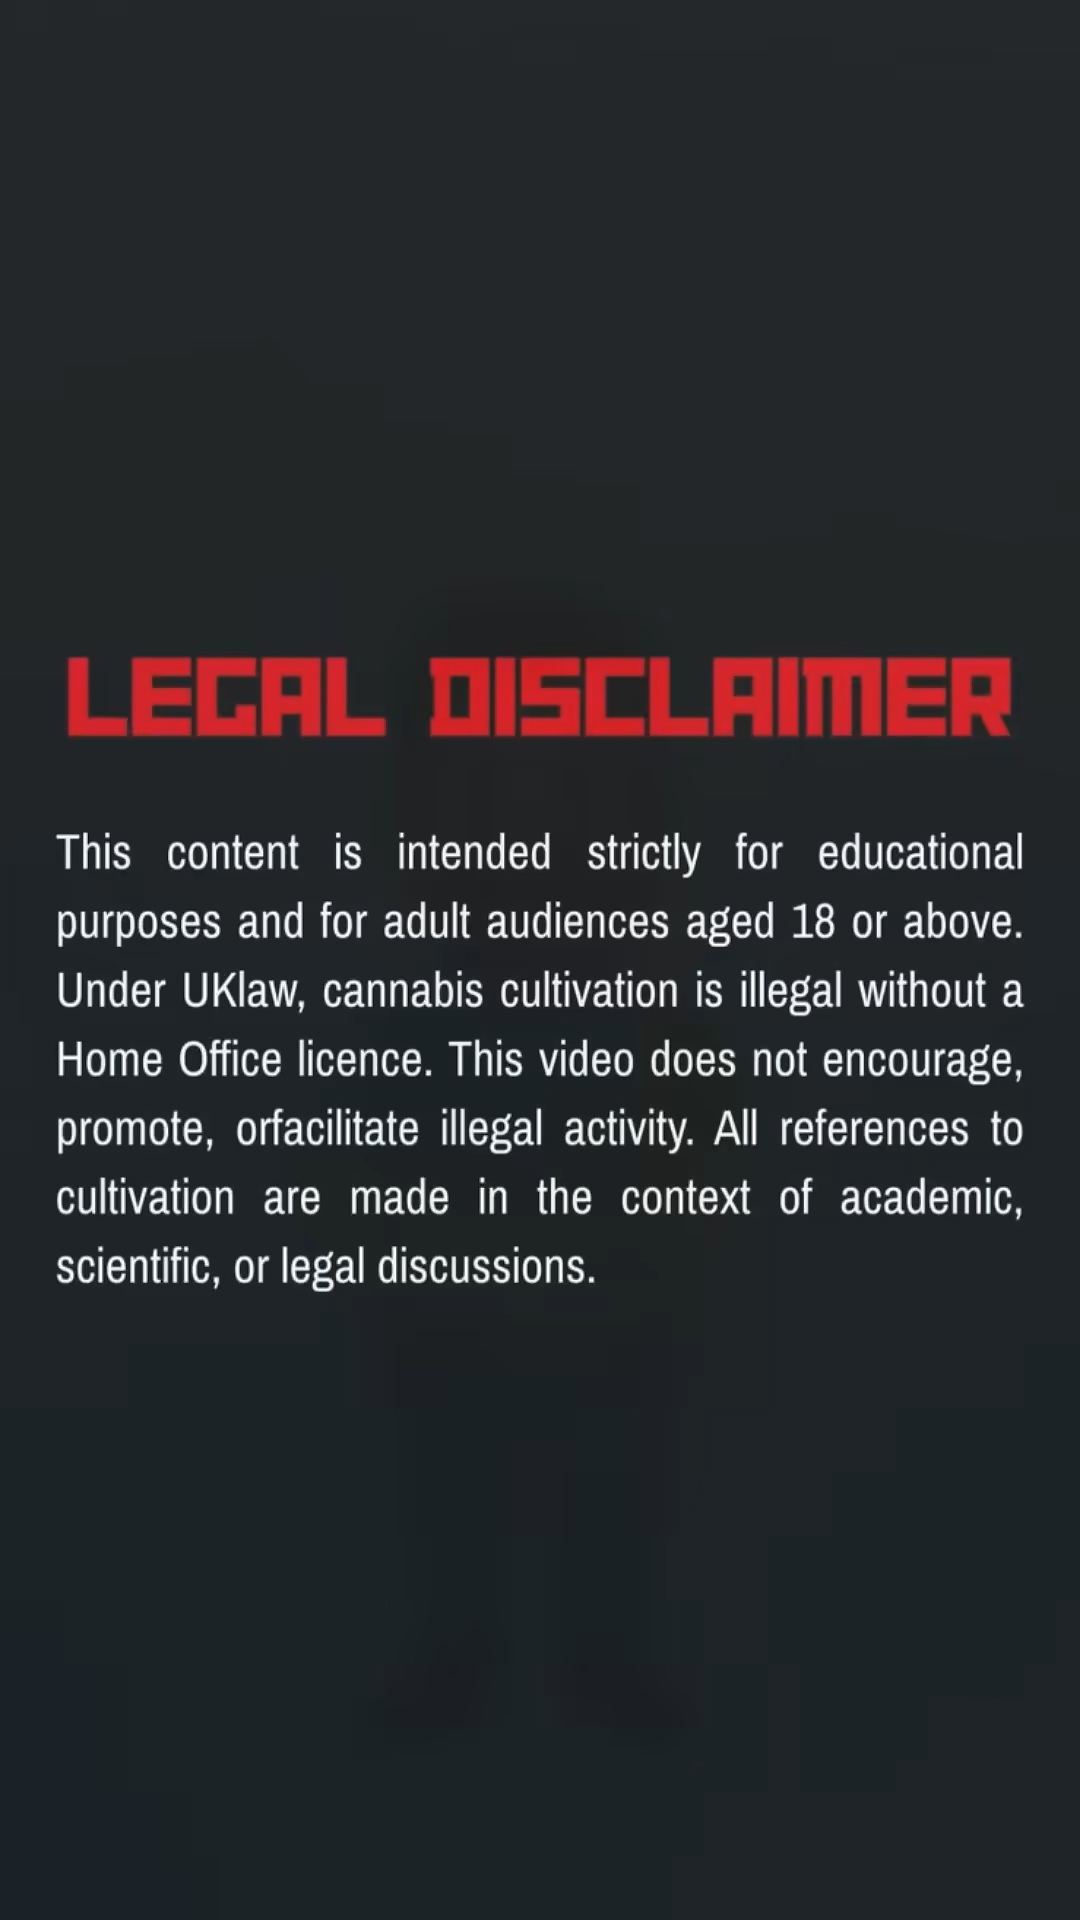 LEGAL DISCLAIMER
This content is intended strictly for educational
purposes and for adult audiences aged 18 or above.
Under UKlaw, cannabis cultivation is illegal without a
Home Office licence. This video does not encourage,
promote, orfacilitate illegal activity. All references to
cultivation are made in the context of academic,
scientific, or legal discussions.